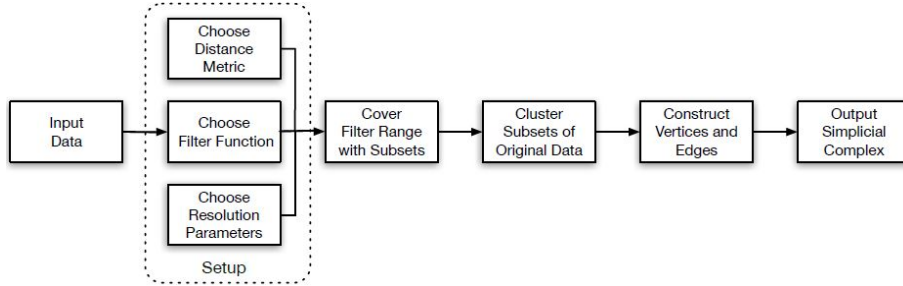 Input
Data
Choose
Distance
Metric
Choose
Filter Function
Choose
Resolution
Parameters
Setup
Cover
Filter Range
with Subsets
Cluster
Subsets of
Original Data
Construct
Vertices and
Edges
Output
Simplicial
Complex